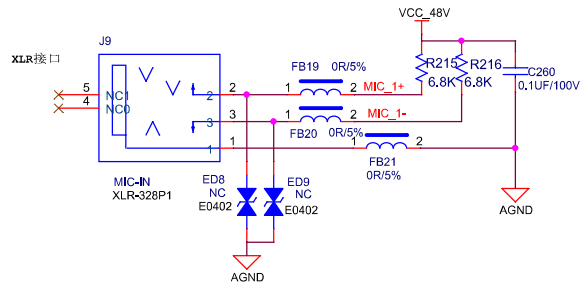 VCC_48V
J9
XLR接口
FB19 0R/5%
R215 R216
6.8K 6.8K
C260
0.1UF/100V
5 NC1
4 NC0
2 2 1 2 MIC_1+
3 3 1 2 MIC_1-
FB20 0R/5%
1 1 1 2
FB21
0R/5%
MIC-IN
XLR-328P1
ED8 ED9
NC NC
E0402 E0402
AGND
AGND